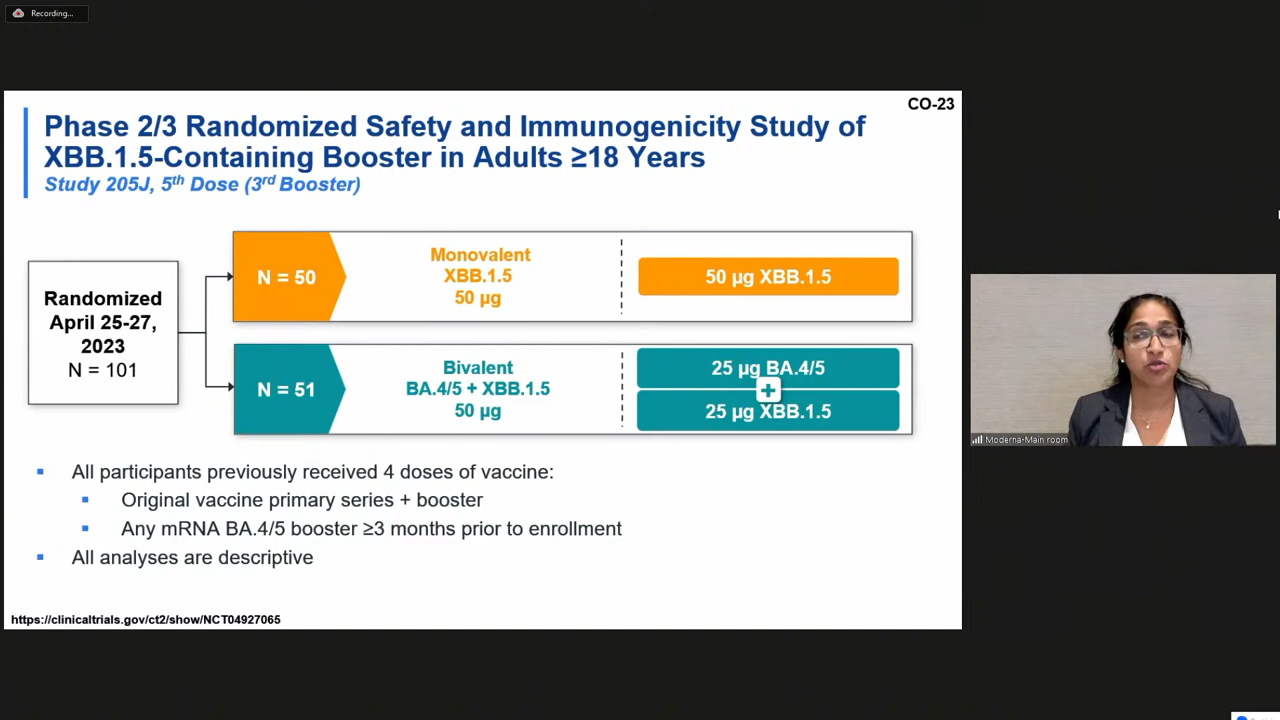 Recording...
CO-23
Phase 2/3 Randomized Safety and Immunogenicity Study of
XBB.1.5-Containing Booster in Adults ≥18 Years
Study 205J, 5th Dose (3rd Booster)
Randomized
April 25-27,
2023
N = 101
N = 50
Monovalent
XBB.1.5
50 µg
50 µg XBB.1.5
N = 51
Bivalent
BA.4/5 + XBB.1.5
50 µg
25 µg BA.4/5
+
25 µg XBB.1.5
All participants previously received 4 doses of vaccine:
Original vaccine primary series + booster
Any mRNA BA.4/5 booster ≥3 months prior to enrollment
All analyses are descriptive
https://clinicaltrials.gov/ct2/show/NCT04927065
Moderna-Main room